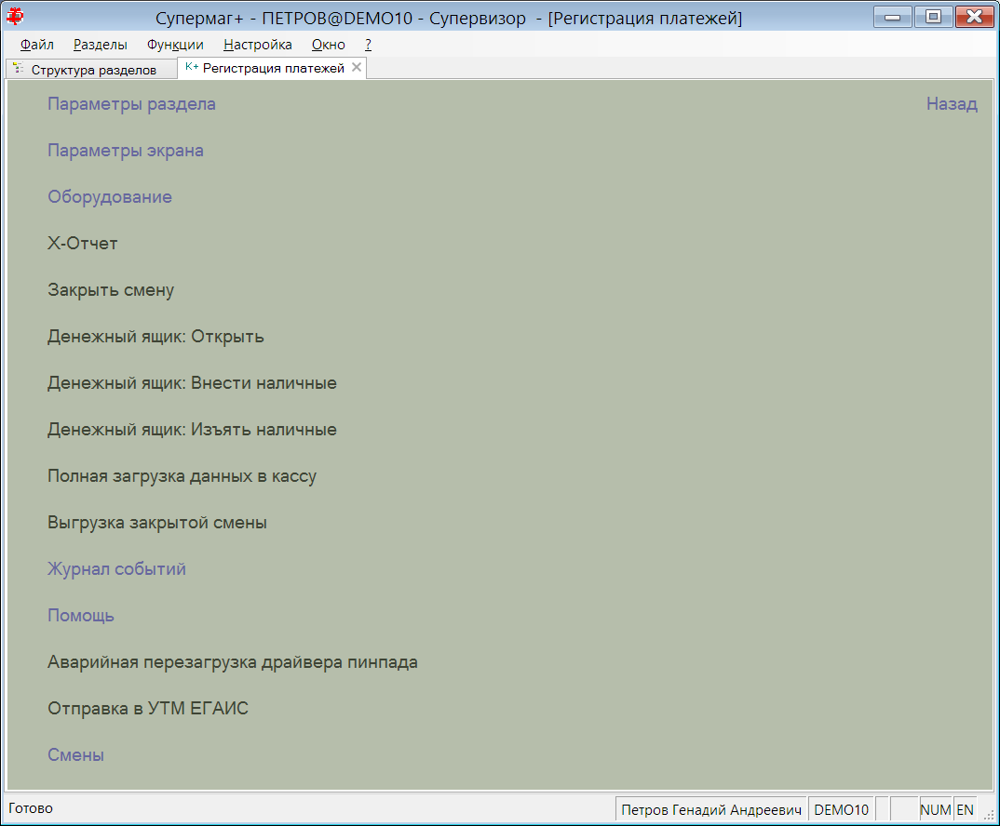 Супермаг+ - ПЕТРОВ@DEMO10 - Супервизор - [Регистрация платежей]
Файл Разделы Функции Настройка Окно ?
Структура разделов К+ Регистрация платежей
Параметры раздела Назад
Параметры экрана
Оборудование
X-Отчет
Закрыть смену
Денежный ящик: Открыть
Денежный ящик: Внести наличные
Денежный ящик: Изъять наличные
Полная загрузка данных в кассу
Выгрузка закрытой смены
Журнал событий
Помощь
Аварийная перезагрузка драйвера пинпада
Отправка в УТМ ЕГАИС
Смены
Готово Петров Генадий Андреевич DEMO10 NUM EN